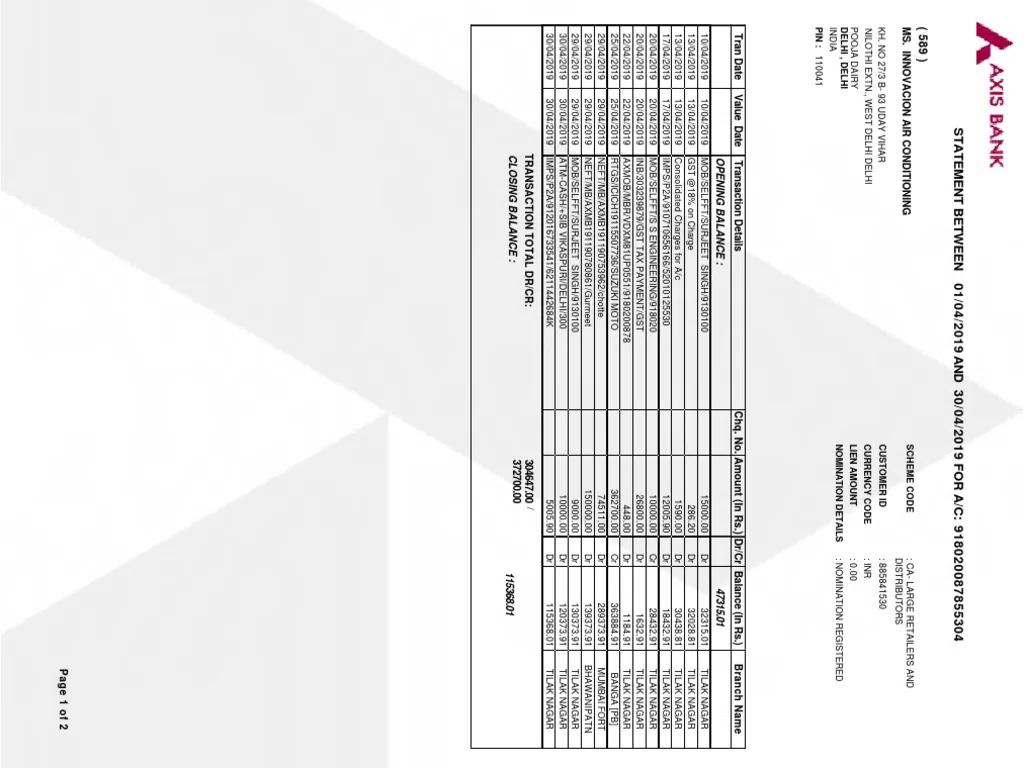 AXIS BANK
STATEMENT BETWEEN 01/04/2019 AND 30/04/2019 FOR A/C: 918020087855304
( 589 )
MS. INNOVACION AIR CONDITIONING
KH. NO 27/3 B- 93 UDAY VIHAR
NILOTHI EXTN., WEST DELHI DELHI
POOJA DAIRY
DELHI , DELHI
INDIA
PIN : 110041
SCHEME CODE : CA- LARGE RETAILERS AND DISTRIBUTORS
CUSTOMER ID : 885841530
CURRENCY CODE : INR
LIEN AMOUNT : 0.00
NOMINATION DETAILS : NOMINATION REGISTERED
Tran Date Value Date Transaction Details Chq. No. Amount (In Rs.) Dr/Cr Balance (In Rs.) Branch Name
OPENING BALANCE : 47315.01
10/04/2019 10/04/2019 MOB/SELFFT/SURJEET SINGH/9130100 15000.00 Dr 32315.01 TILAK NAGAR
13/04/2019 13/04/2019 GST @18% on Charge 286.20 Dr 32028.81 TILAK NAGAR
13/04/2019 13/04/2019 Consolidated Charges for A/c 1590.00 Dr 30438.81 TILAK NAGAR
17/04/2019 17/04/2019 IMPS/P2A/910710656166/52010125530 12005.90 Dr 18432.91 TILAK NAGAR
20/04/2019 20/04/2019 MOB/SELFFT/S S ENGINEERING/918020 10000.00 Cr 28432.91 TILAK NAGAR
20/04/2019 20/04/2019 INB/303239879/GST TAX PAYMENT/GST 26800.00 Dr 1632.91 TILAK NAGAR
22/04/2019 22/04/2019 AXMOB/MBR/VDXM81UP0551/918020087B 448.00 Dr 1184.91 TILAK NAGAR
25/04/2019 25/04/2019 RTGS/ICICH19115507736/SUZUKI MOTO 362700.00 Cr 363884.91 BANGA [PB]
29/04/2019 29/04/2019 NEFT/MB/AXMB191190753962/chotte 74511.00 Dr 289373.91 MUMBAI FORT
29/04/2019 29/04/2019 NEFT/MB/AXMB191190780861/Gurmeet 150000.00 Dr 139373.91 BHAWANIPATN
29/04/2019 29/04/2019 MOB/SELFFT/SURJEET SINGH/9130100 9000.00 Dr 130373.91 TILAK NAGAR
30/04/2019 30/04/2019 ATM-CASH/+SIB VIKASPURI/DELHI/300 10000.00 Dr 120373.91 TILAK NAGAR
30/04/2019 30/04/2019 IMPS/P2A/912016733541/6211442684K 5005.90 Dr 115368.01 TILAK NAGAR
TRANSACTION TOTAL DR/CR: 304647.00 / 372700.00
CLOSING BALANCE : 115368.01
Page 1 of 2